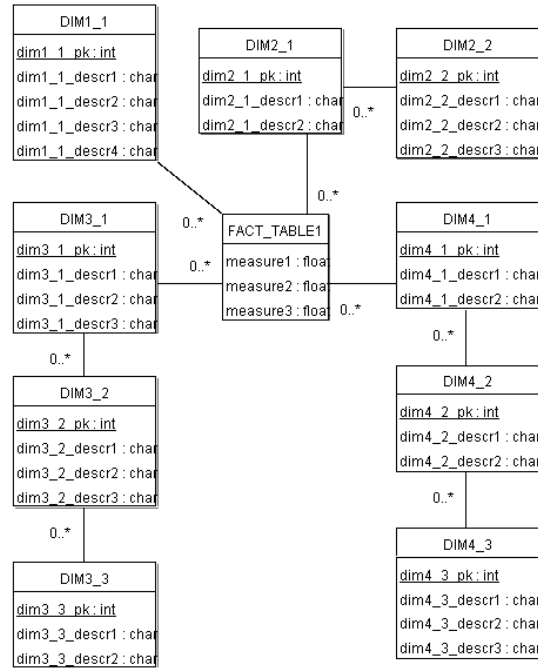 DIM1_1
dim1_1_pk : int
dim1_1_descr1 : char
dim1_1_descr2 : char
dim1_1_descr3 : char
dim1_1_descr4 : char
DIM2_1
dim2_1_pk : int
dim2_1_descr1 : char
dim2_1_descr2 : char
0..*
0..*
DIM2_2
dim2_2_pk : int
dim2_2_descr1 : char
dim2_2_descr2 : char
dim2_2_descr3 : char
0..*
0..*
0..*
FACT_TABLE1
measure1 : float
measure2 : float
measure3 : float
DIM3_1
dim3_1_pk : int
dim3_1_descr1 : char
dim3_1_descr2 : char
dim3_1_descr3 : char
0..*
DIM3_2
dim3_2_pk : int
dim3_2_descr1 : char
dim3_2_descr2 : char
dim3_2_descr3 : char
0..*
DIM3_3
dim3_3_pk : int
dim3_3_descr1 : char
dim3_3_descr2 : char
DIM4_1
dim4_1_pk : int
dim4_1_descr1 : char
dim4_1_descr2 : char
0..*
DIM4_2
dim4_2_pk : int
dim4_2_descr1 : char
dim4_2_descr2 : char
0..*
DIM4_3
dim4_3_pk : int
dim4_3_descr1 : char
dim4_3_descr2 : char
dim4_3_descr3 : char